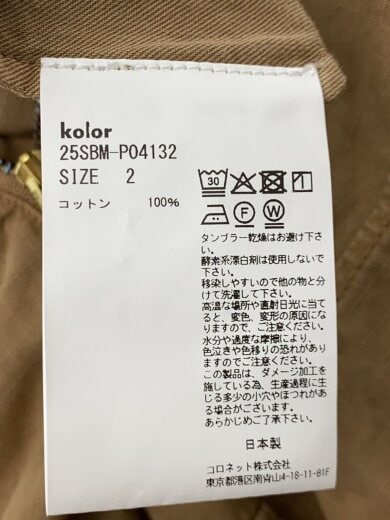 kolor
25SBM-P04132
SIZE 2
コットン 100%
30
F W
タンブラー乾燥はお避け下さ
い。
酵素系漂白剤は使用しないで
下さい。
移染しやすいので他の物と分
けて洗濯して下さい。
高温な場所や直射日光に当て
ると、変色、変形の原因にな
りますので、ご注意ください。
水分や過度な摩擦により、
色泣きや色移りの恐れがあり
ますのでご注意ください。
この製品は、ダメージ加工を
施している為、生産過程に生
じる多少の小穴やほつれがあ
る場合がございます。
あらかじめご了承下さい。
日本製
コロネット株式会社
東京都港区南青山4-18-11-B1F